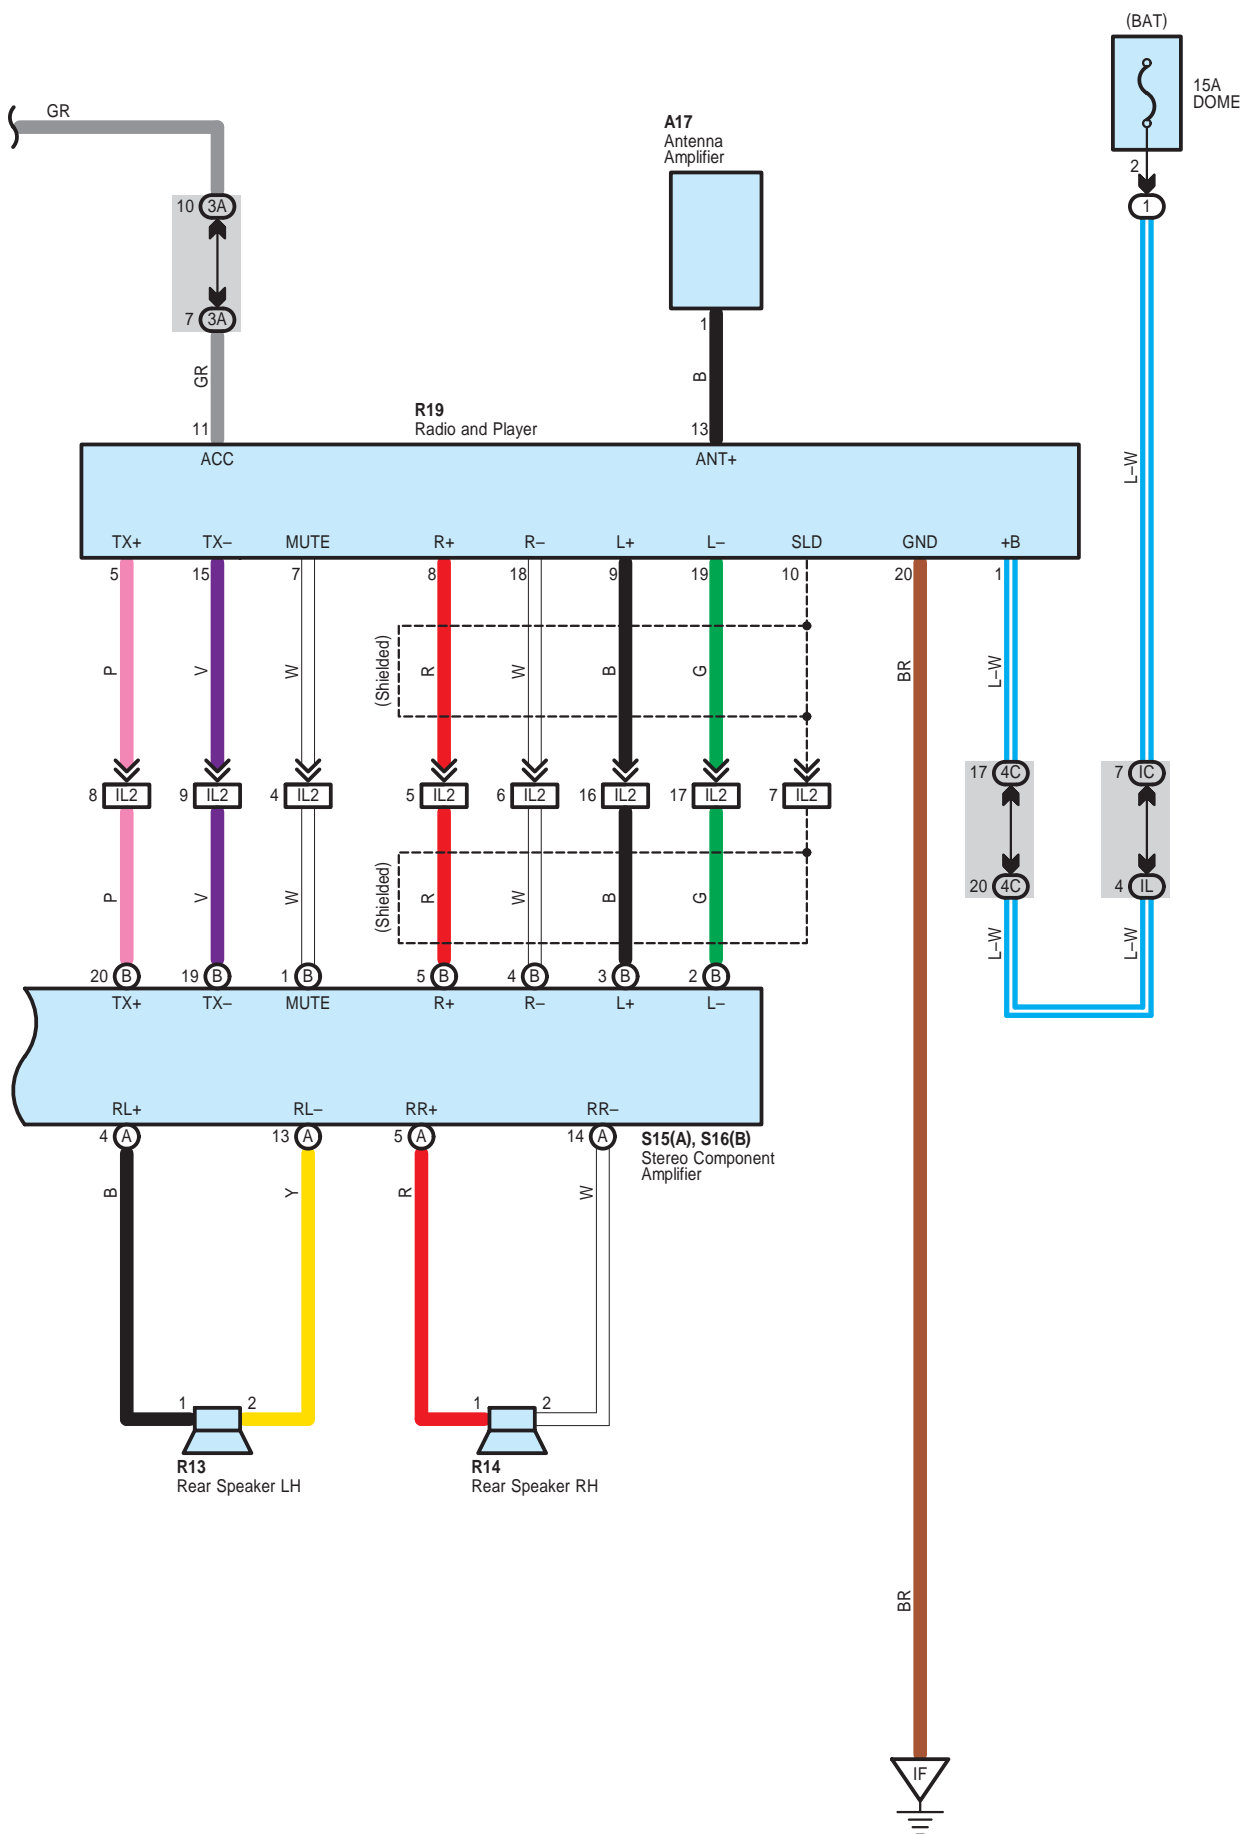 (BAT)
15A
DOME
2
1
GR
10 3A
7 3A
GR
11
A17
Antenna
Amplifier
1
B
13
L–W
R19
Radio and Player
ACC ANT+
TX+ TX– MUTE R+ R– L+ L– SLD GND +B
5 15 7 8 18 9 19 10 20 1
(Shielded)
P V W R W B G BR L–W
17 4C 7 IC
8 IL2 9 IL2 4 IL2 5 IL2 6 IL2 16 IL2 17 IL2 7 IL2
20 4C 4 IL
(Shielded)
P V W R W B G L–W L–W
20 B 19 B 1 B 5 B 4 B 3 B 2 B
TX+ TX– MUTE R+ R– L+ L–
RL+ RL– RR+ RR–
4 A 13 A 5 A 14 A
S15(A), S16(B)
Stereo Component
Amplifier
B Y R W
1 2 1 2
R13
Rear Speaker LH
R14
Rear Speaker RH
BR
IF